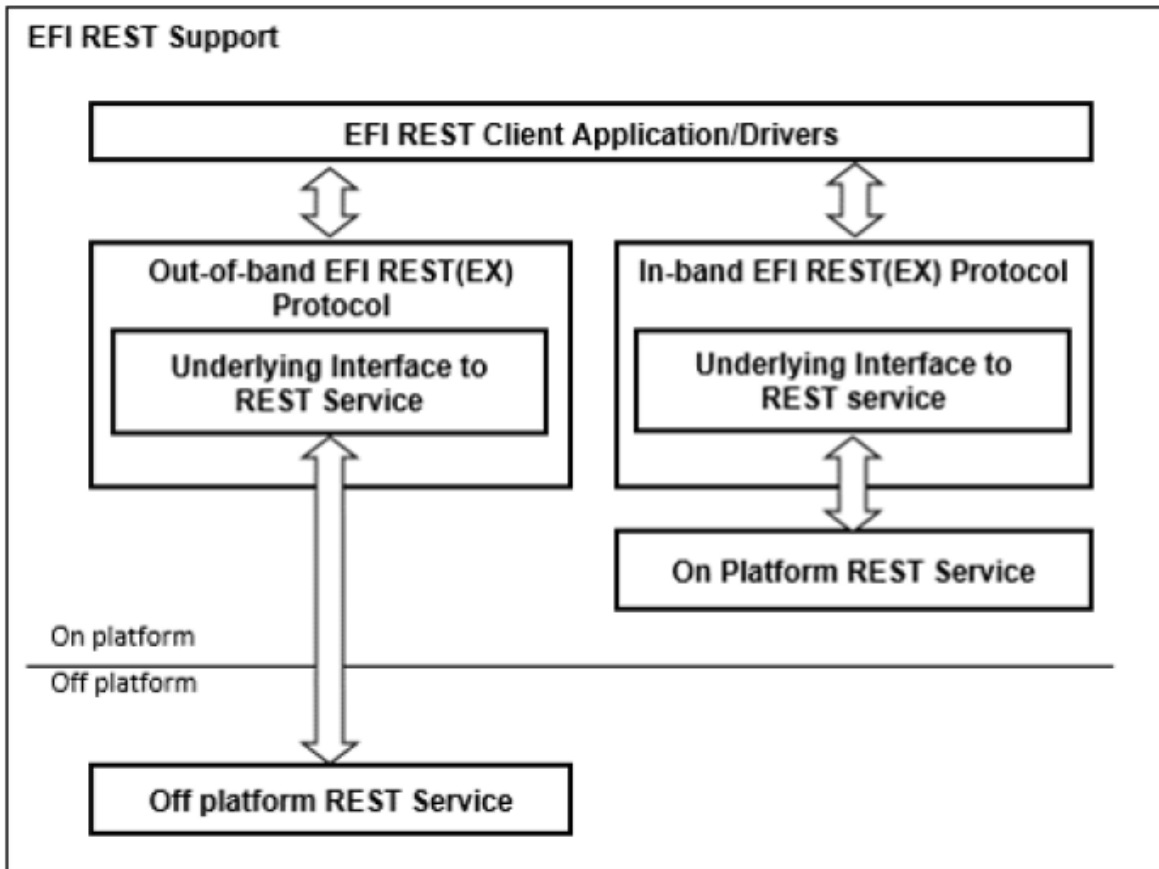 EFI REST Support
EFI REST Client Application/Drivers
Out-of-band EFI REST(EX)
Protocol
Underlying Interface to
REST Service
In-band EFI REST(EX) Protocol
Underlying Interface to
REST service
On Platform REST Service
On platform
Off platform
Off platform REST Service